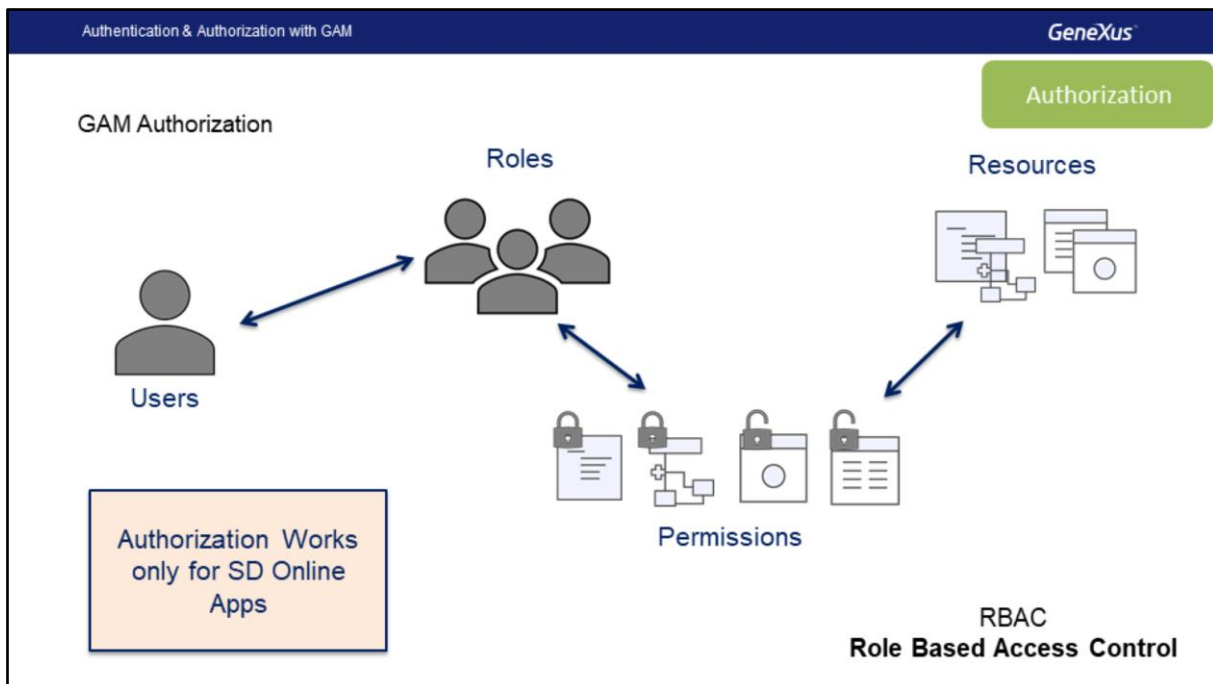 Authentication & Authorization with GAM
GeneXus™
Authorization
GAM Authorization
Roles
Resources
Users
Permissions
Authorization Works
only for SD Online
Apps
RBAC
Role Based Access Control